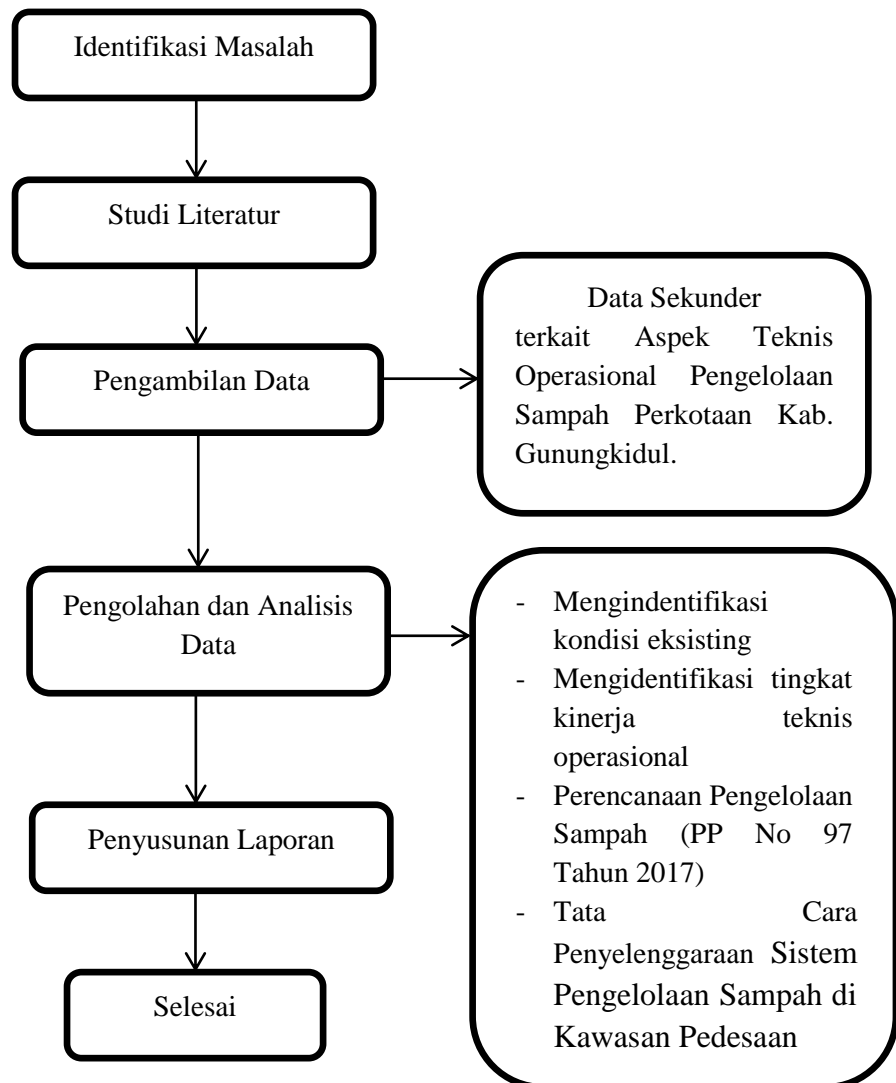 Identifikasi Masalah
Studi Literatur
Pengambilan Data
Data Sekunder
terkait Aspek Teknis
Operasional Pengelolaan
Sampah Perkotaan Kab.
Gunungkidul.
Pengolahan dan Analisis
Data
- Mengindentifikasi
kondisi eksisting
- Mengidentifikasi tingkat
kinerja teknis
operasional
- Perencanaan Pengelolaan
Sampah (PP No 97
Tahun 2017)
- Tata Cara
Penyelenggaraan Sistem
Pengelolaan Sampah di
Kawasan Pedesaan
Penyusunan Laporan
Selesai